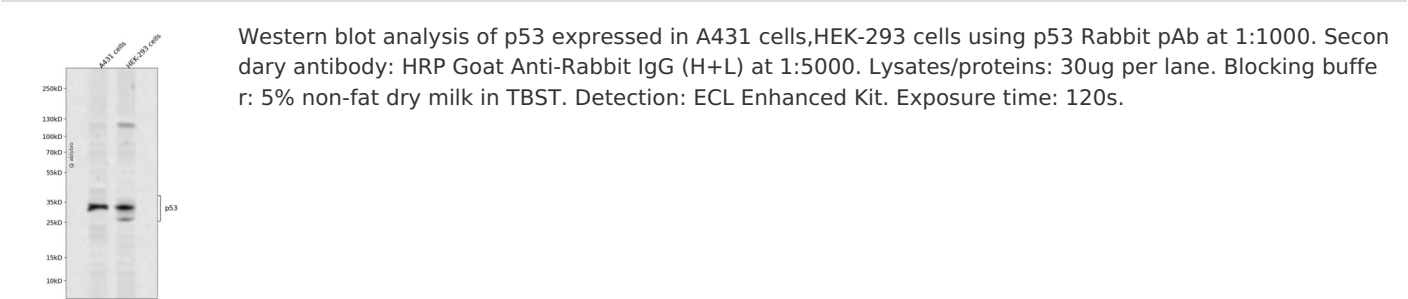 A431 cells
HEK-293 cells
250kD
130kD
100kD
70kD
55kD
35kD
25kD
15kD
10kD
@ ablybio
p53
Western blot analysis of p53 expressed in A431 cells,HEK-293 cells using p53 Rabbit pAb at 1:1000. Secon
dary antibody: HRP Goat Anti-Rabbit IgG (H+L) at 1:5000. Lysates/proteins: 30ug per lane. Blocking buffe
r: 5% non-fat dry milk in TBST. Detection: ECL Enhanced Kit. Exposure time: 120s.